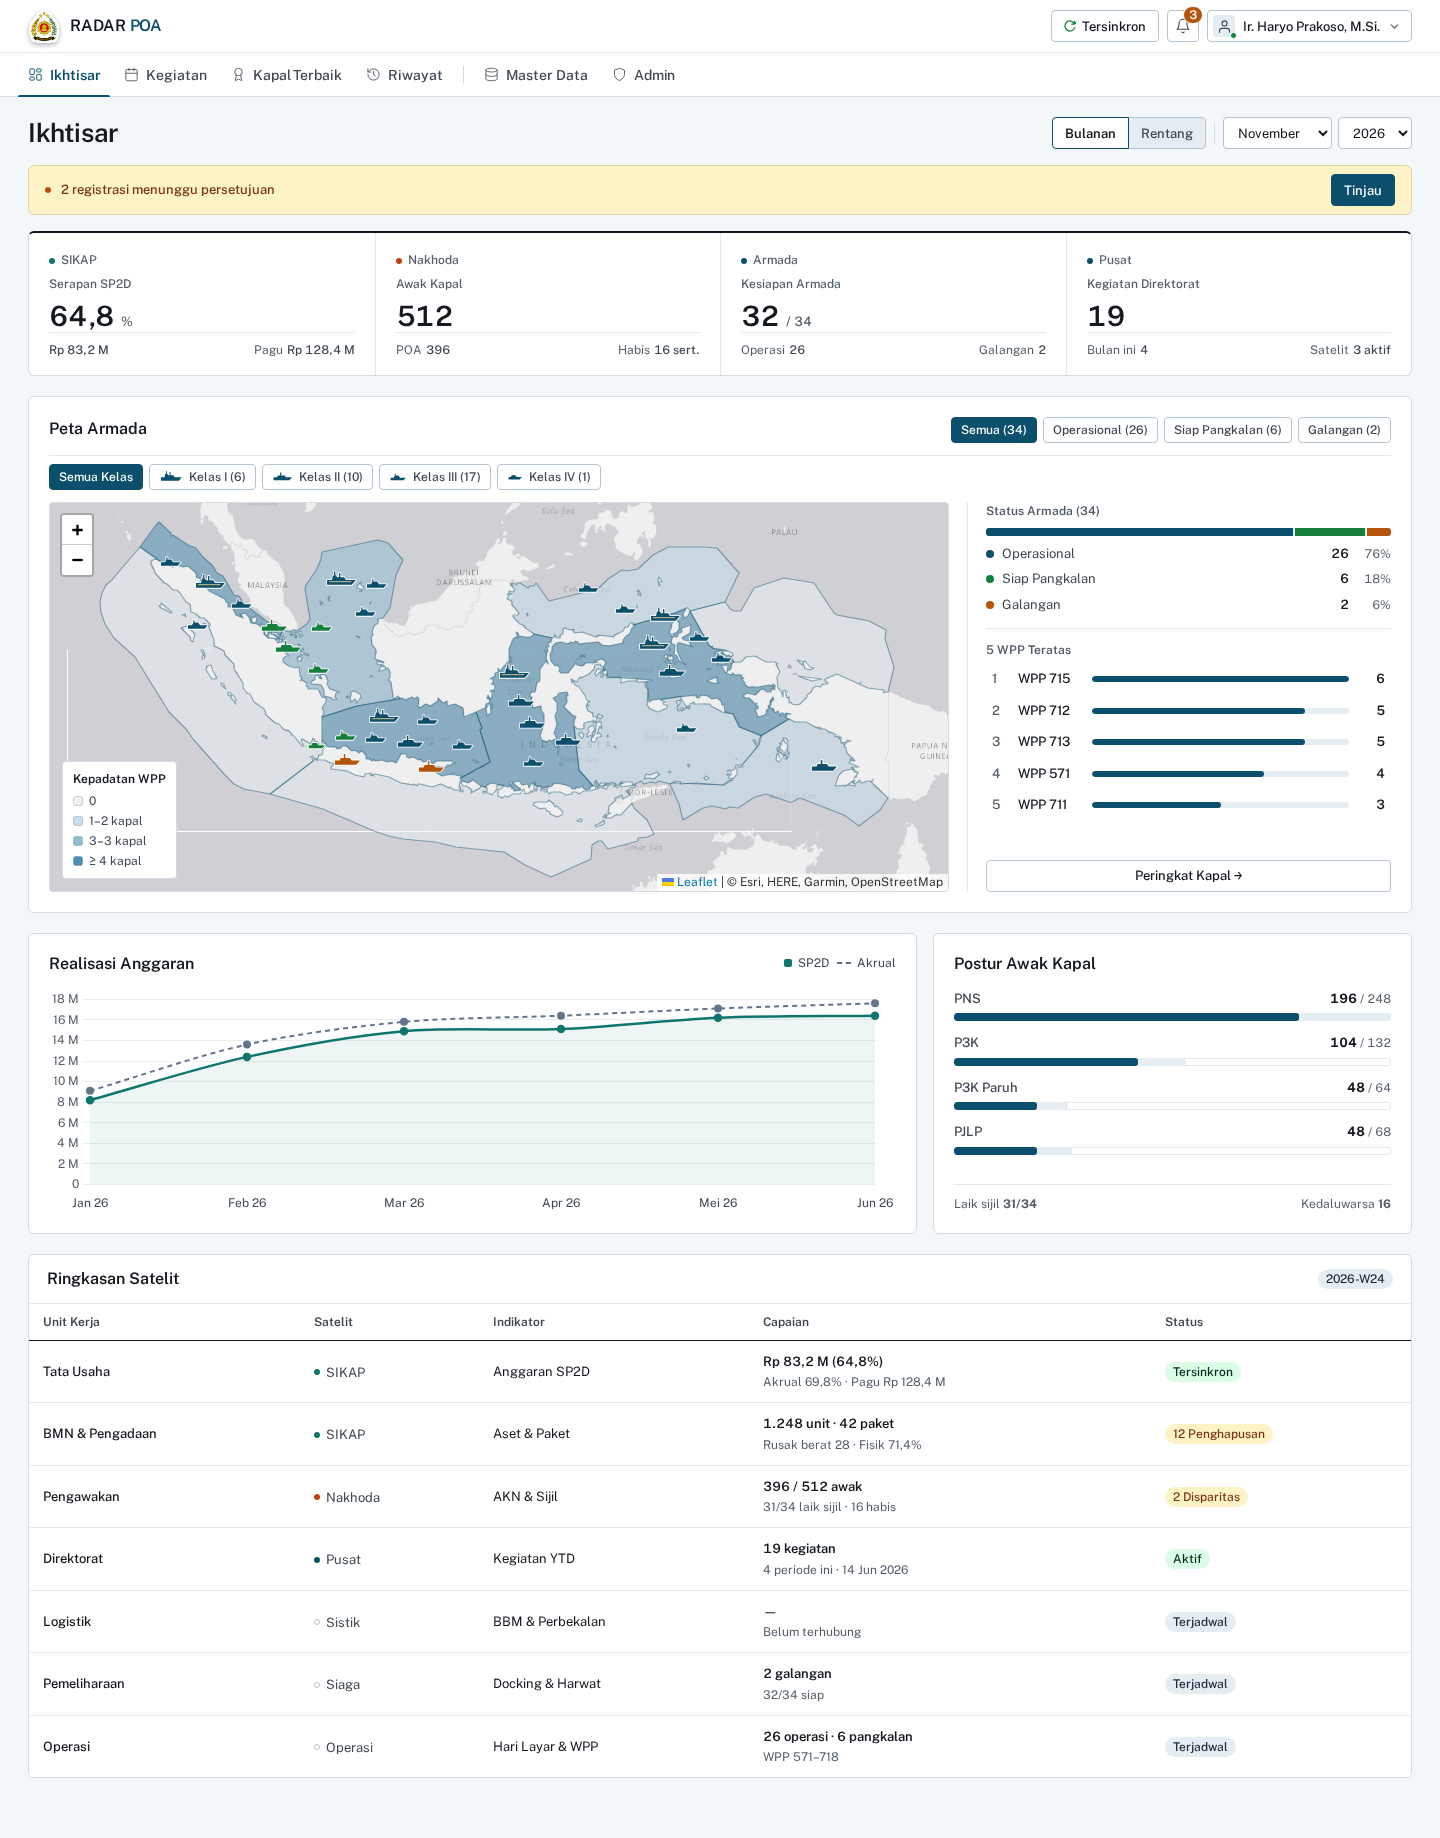 RADAR POA
Tersinkron
3
Ir. Haryo Prakoso, M.Si.
Ikhtisar
Kegiatan
Kapal Terbaik
Riwayat
Master Data
Admin
Ikhtisar
Bulanan
Rentang
November
2026
2 registrasi menunggu persetujuan
Tinjau
SIKAP
Serapan SP2D
64,8 %
Rp 83,2 M
Pagu Rp 128,4 M
Nakhoda
Awak Kapal
512
POA 396
Habis 16 sert.
Armada
Kesiapan Armada
32 / 34
Operasi 26
Galangan 2
Pusat
Kegiatan Direktorat
19
Bulan ini 4
Satelit 3 aktif
Peta Armada
Semua (34)
Operasional (26)
Siap Pangkalan (6)
Galangan (2)
Semua Kelas
Kelas I (6)
Kelas II (10)
Kelas III (17)
Kelas IV (1)
+
−
Sulu Sea
PALAU
MALAYSIA
BRUNEI
DARUSSALAM
INDONESIA
Banda Sea
PAPUA N
GUINEA
Timor Sea
Kepadatan WPP
0
1–2 kapal
3–3 kapal
≥ 4 kapal
Leaflet | © Esri, HERE, Garmin, OpenStreetMap
Status Armada (34)
Operasional 26 76%
Siap Pangkalan 6 18%
Galangan 2 6%
5 WPP Teratas
1 WPP 715 6
2 WPP 712 5
3 WPP 713 5
4 WPP 571 4
5 WPP 711 3
Peringkat Kapal →
Realisasi Anggaran
SP2D
Akrual
18 M
16 M
14 M
12 M
10 M
8 M
6 M
4 M
2 M
0
Jan 26
Feb 26
Mar 26
Apr 26
Mei 26
Jun 26
Postur Awak Kapal
PNS 196 / 248
P3K 104 / 132
P3K Paruh 48 / 64
PJLP 48 / 68
Laik sijil 31/34
Kedaluwarsa 16
Ringkasan Satelit
2026-W24
Unit Kerja Satelit Indikator Capaian Status
Tata Usaha SIKAP Anggaran SP2D Rp 83,2 M (64,8%) Tersinkron
Akrual 69,8% · Pagu Rp 128,4 M
BMN & Pengadaan SIKAP Aset & Paket 1.248 unit · 42 paket 12 Penghapusan
Rusak berat 28 · Fisik 71,4%
Pengawakan Nakhoda AKN & Sijil 396 / 512 awak 2 Disparitas
31/34 laik sijil · 16 habis
Direktorat Pusat Kegiatan YTD 19 kegiatan Aktif
4 periode ini · 14 Jun 2026
Logistik Sistik BBM & Perbekalan — Terjadwal
Belum terhubung
Pemeliharaan Siaga Docking & Harwat 2 galangan Terjadwal
32/34 siap
Operasi Operasi Hari Layar & WPP 26 operasi · 6 pangkalan Terjadwal
WPP 571–718